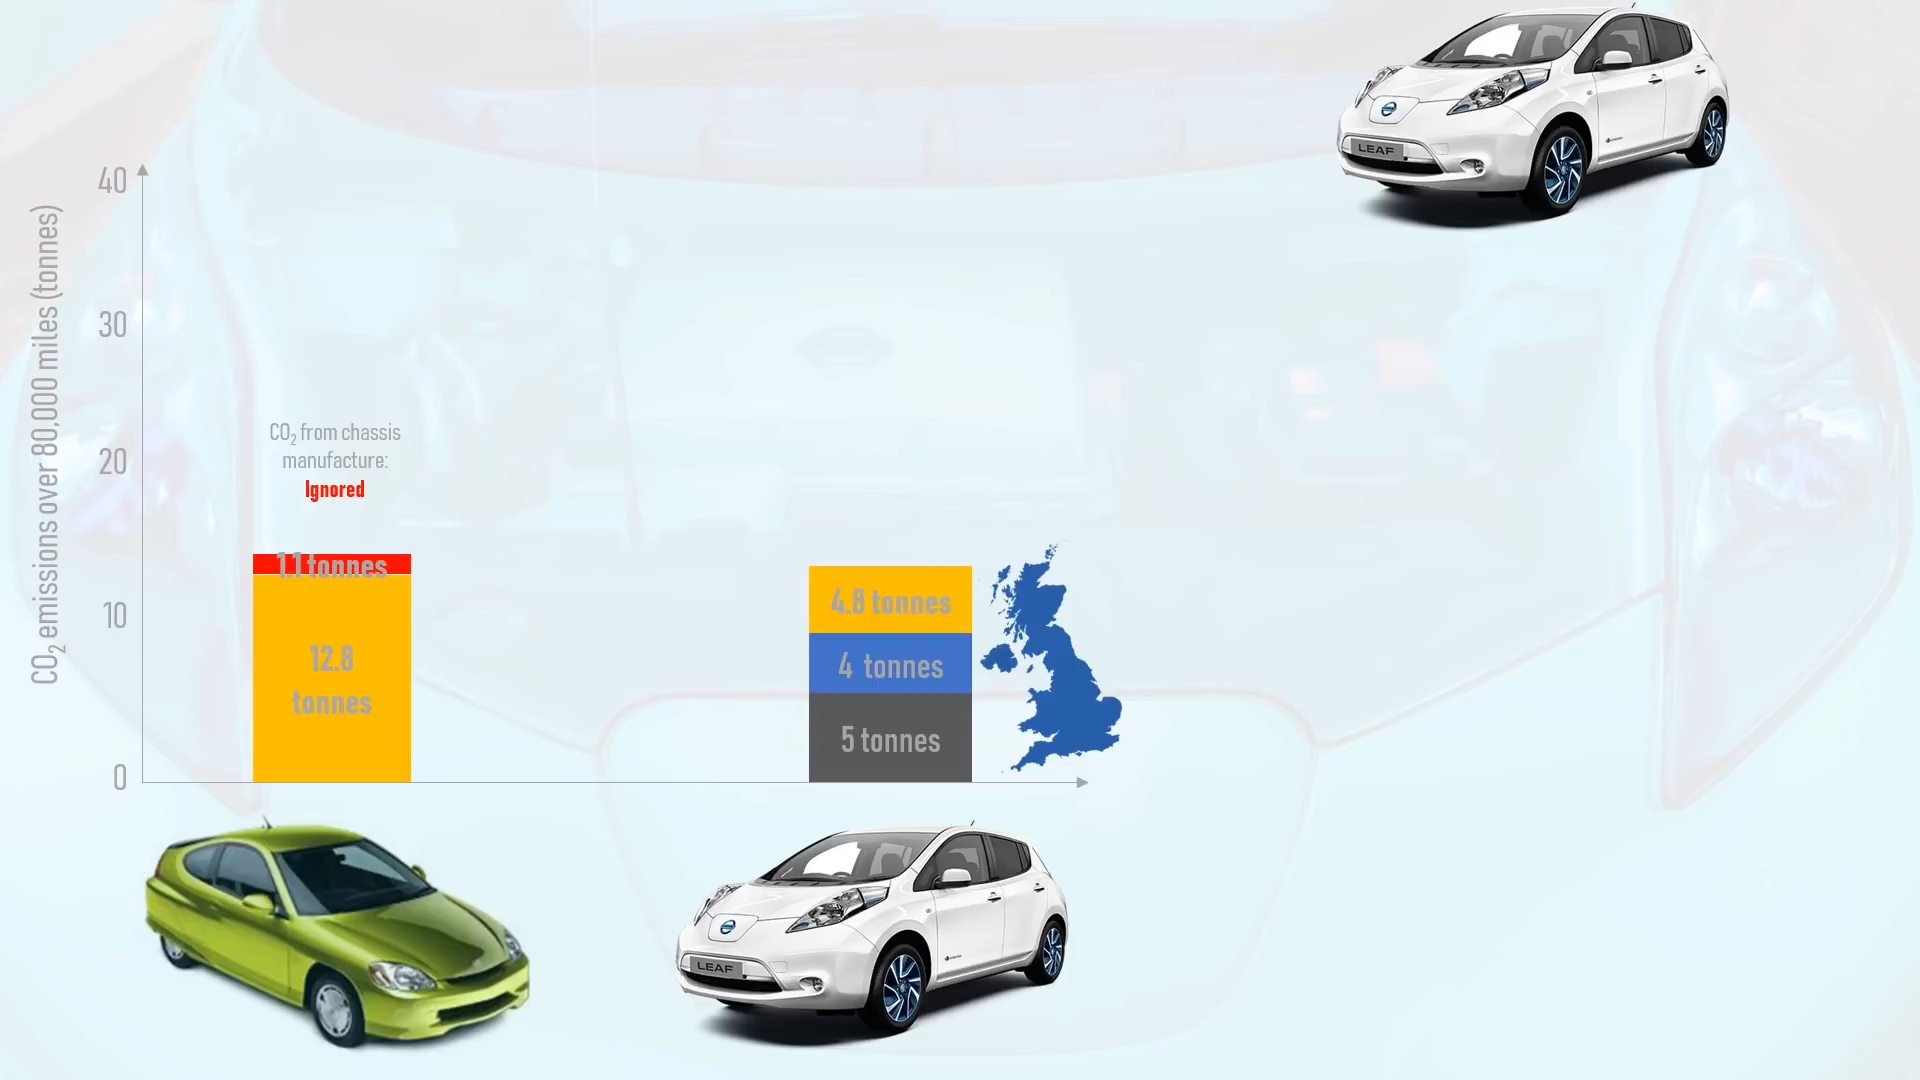 CO₂ emissions over 80,000 miles (tonnes)
40
30
20
10
0
CO₂ from chassis
manufacture:
Ignored
1.1 tonnes
12.8
tonnes
4.8 tonnes
4 tonnes
5 tonnes
LEAF
LEAF